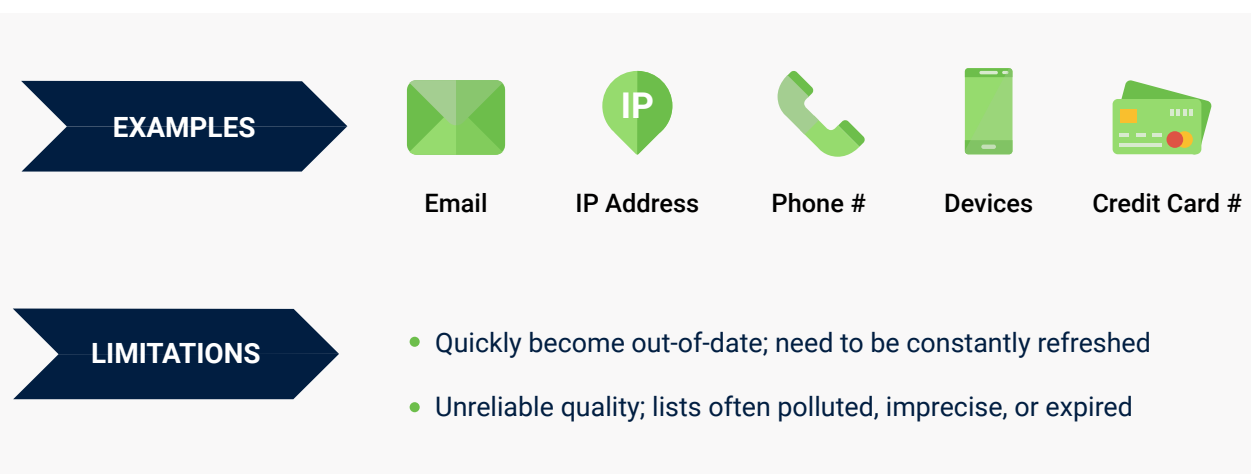 EXAMPLES
IP
Email
IP Address
Phone #
Devices
Credit Card #
LIMITATIONS
Quickly become out-of-date; need to be constantly refreshed
Unreliable quality; lists often polluted, imprecise, or expired